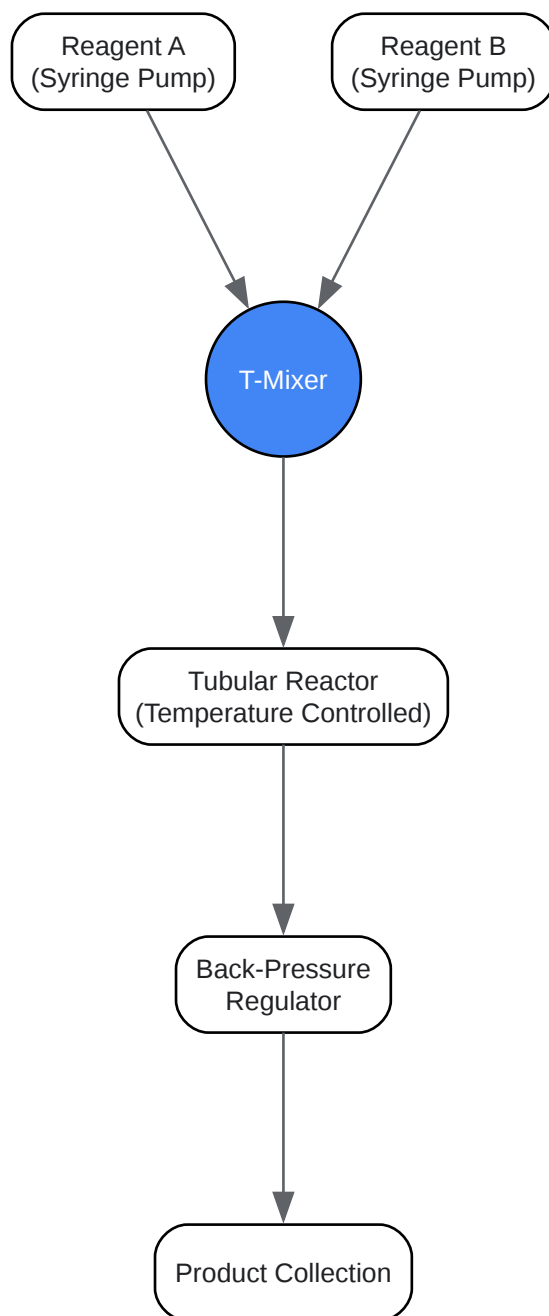 Reagent A
(Syringe Pump)
Reagent B
(Syringe Pump)
T-Mixer
Tubular Reactor
(Temperature Controlled)
Back-Pressure
Regulator
Product Collection